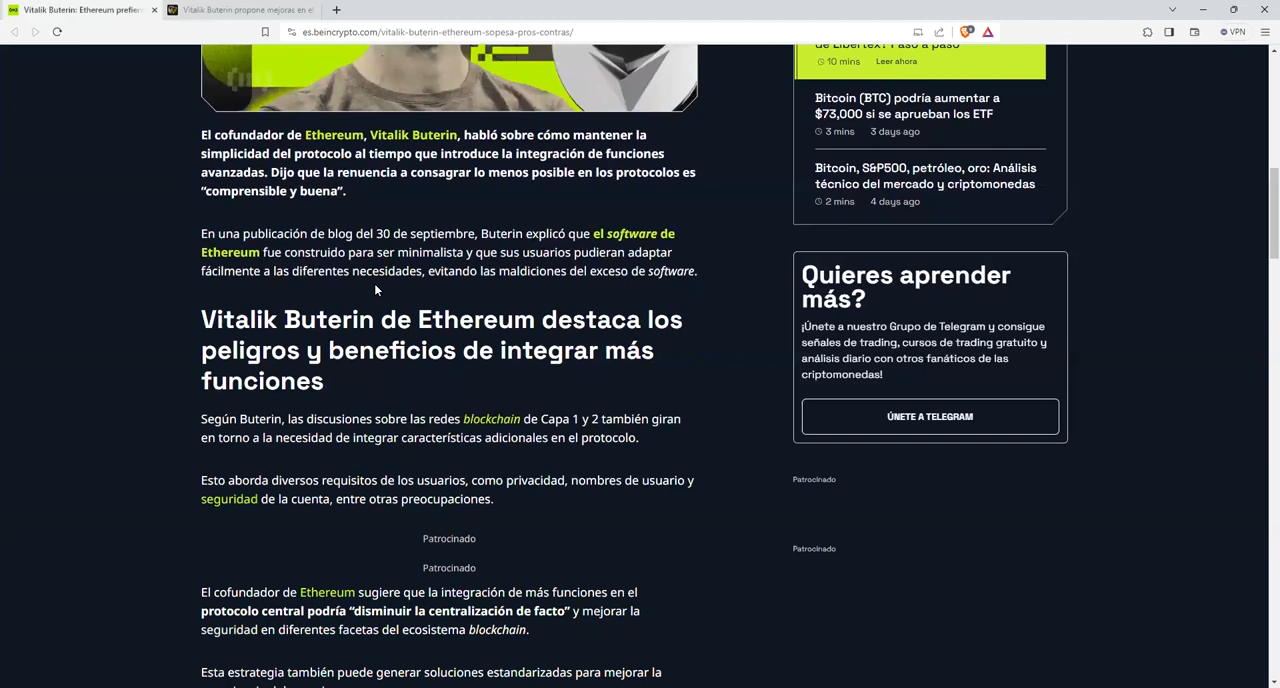 Vitalik Buterin: Ethereum prefier
Vitalik Buterin propone mejoras en el
es.beincrypto.com/vitalik-buterin-ethereum-sopesa-pros-contras/
VPN
de Libertex? Paso a paso
10 mins Leer ahora
Bitcoin (BTC) podría aumentar a
$73,000 si se aprueban los ETF
3 mins 3 days ago
Bitcoin, S&P500, petróleo, oro: Análisis
técnico del mercado y criptomonedas
2 mins 4 days ago
El cofundador de Ethereum, Vitalik Buterin, habló sobre cómo mantener la
simplicidad del protocolo al tiempo que introduce la integración de funciones
avanzadas. Dijo que la renuencia a consagrar lo menos posible en los protocolos es
“comprensible y buena”.
En una publicación de blog del 30 de septiembre, Buterin explicó que el software de
Ethereum fue construido para ser minimalista y que sus usuarios pudieran adaptar
fácilmente a las diferentes necesidades, evitando las maldiciones del exceso de software.
Vitalik Buterin de Ethereum destaca los
peligros y beneficios de integrar más
funciones
Según Buterin, las discusiones sobre las redes blockchain de Capa 1 y 2 también giran
en torno a la necesidad de integrar características adicionales en el protocolo.
Esto aborda diversos requisitos de los usuarios, como privacidad, nombres de usuario y
seguridad de la cuenta, entre otras preocupaciones.
Patrocinado
Patrocinado
El cofundador de Ethereum sugiere que la integración de más funciones en el
protocolo central podría “disminuir la centralización de facto” y mejorar la
seguridad en diferentes facetas del ecosistema blockchain.
Esta estrategia también puede generar soluciones estandarizadas para mejorar la
Quieres aprender
más?
¡Únete a nuestro Grupo de Telegram y consigue
señales de trading, cursos de trading gratuito y
análisis diario con otros fanáticos de las
criptomonedas!
ÚNETE A TELEGRAM
Patrocinado
Patrocinado